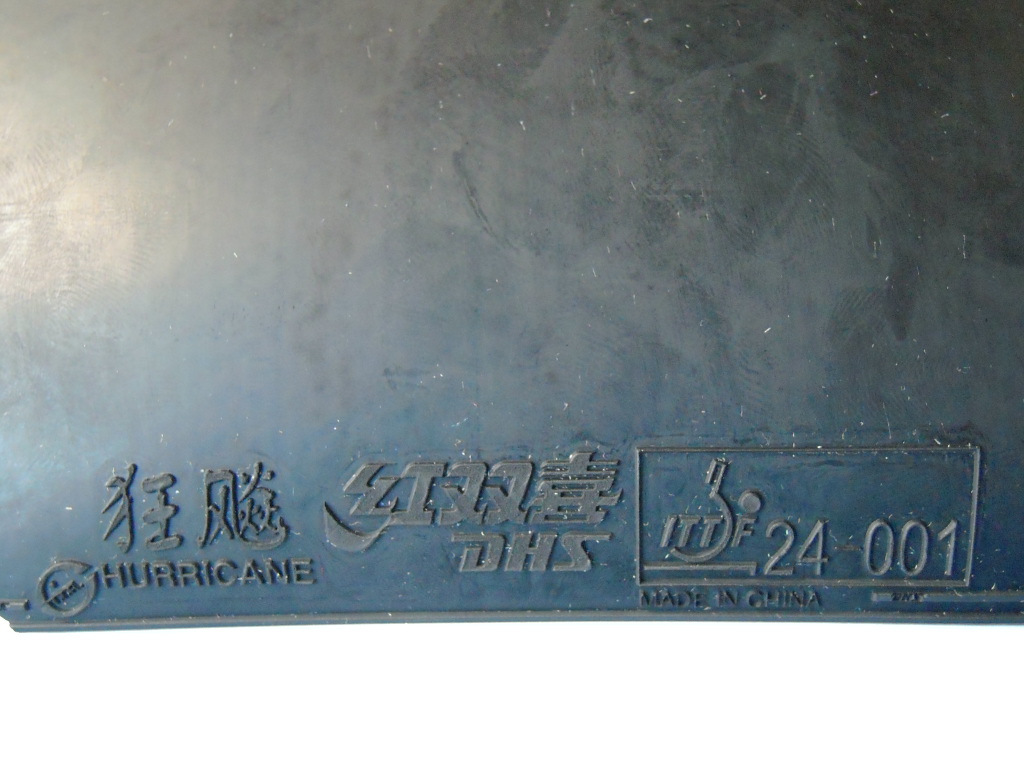 狂飚
HURRICANE
红双喜
DHS
ITTF 24-001
MADE IN CHINA